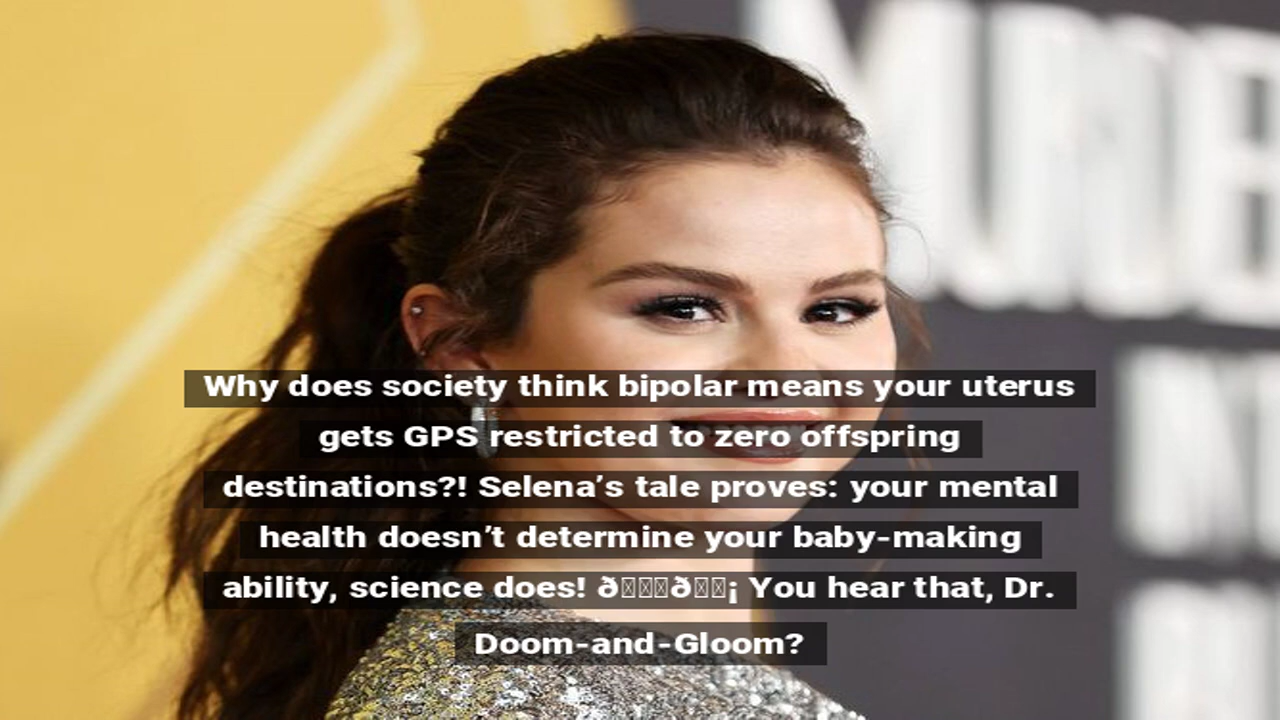 Why does society think bipolar means your uterus
gets GPS restricted to zero offspring
destinations?! Selena’s tale proves: your mental
health doesn’t determine your baby-making
ability, science does! ð▯▯▯ð▯▯¡ You hear that, Dr.
Doom-and-Gloom?